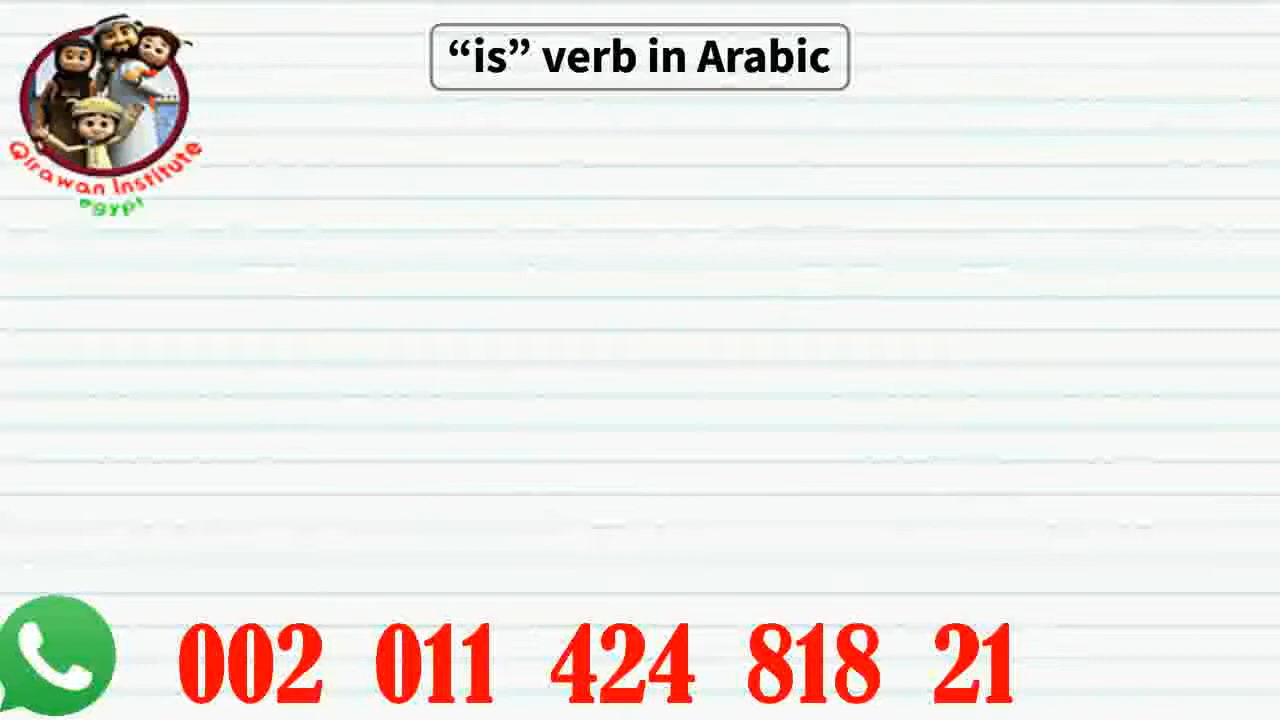 “is” verb in Arabic
Qirawan Institute
egypt
002 011 424 818 21